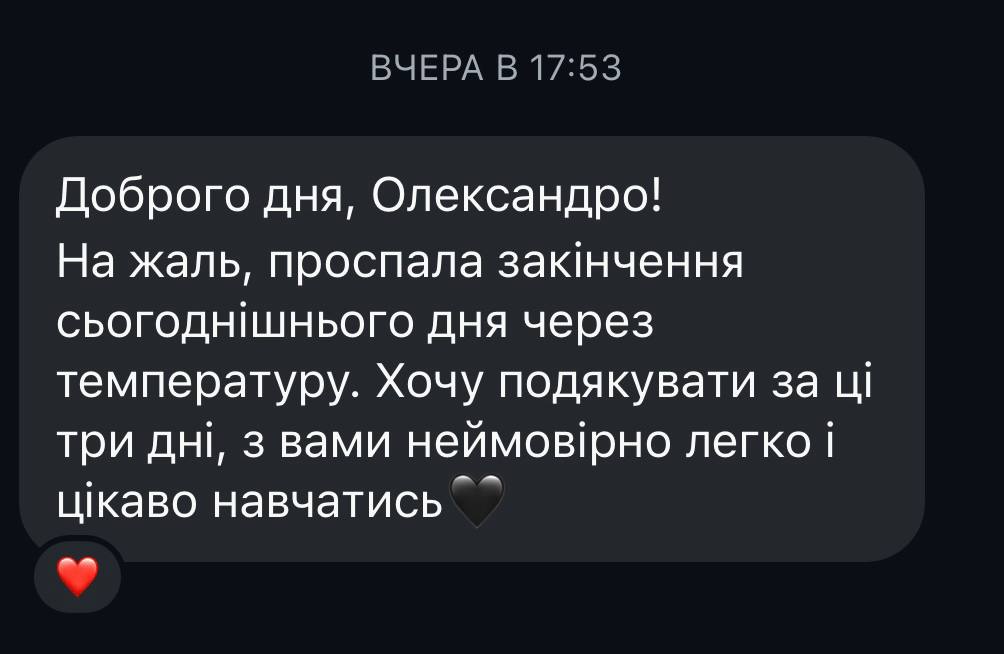 ВЧЕРА В 17:53
Доброго дня, Олександро!
На жаль, проспала закінчення
сьогоднішнього дня через
температуру. Хочу подякувати за ці
три дні, з вами неймовірно легко і
цікаво навчатись🖤
❤️